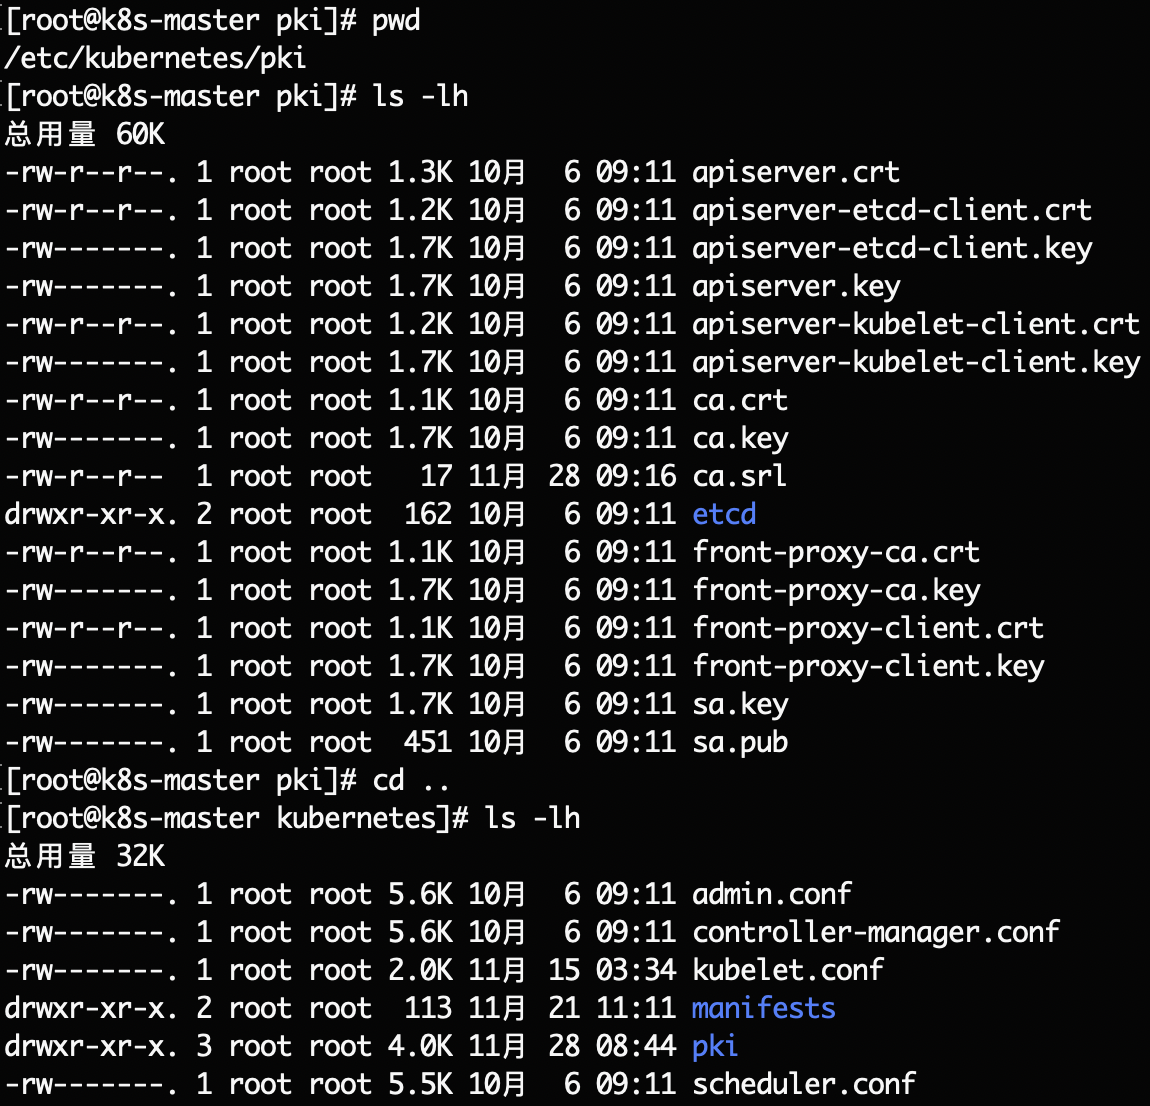 [root@k8s-master pki]# pwd
/etc/kubernetes/pki
[root@k8s-master pki]# ls -lh
总用量 60K
-rw-r--r--. 1 root root 1.3K 10月  6 09:11 apiserver.crt
-rw-r--r--. 1 root root 1.2K 10月  6 09:11 apiserver-etcd-client.crt
-rw-------. 1 root root 1.7K 10月  6 09:11 apiserver-etcd-client.key
-rw-------. 1 root root 1.7K 10月  6 09:11 apiserver.key
-rw-r--r--. 1 root root 1.2K 10月  6 09:11 apiserver-kubelet-client.crt
-rw-------. 1 root root 1.7K 10月  6 09:11 apiserver-kubelet-client.key
-rw-r--r--. 1 root root 1.1K 10月  6 09:11 ca.crt
-rw-------. 1 root root 1.7K 10月  6 09:11 ca.key
-rw-r--r--  1 root root   17 11月 28 09:16 ca.srl
drwxr-xr-x. 2 root root  162 10月  6 09:11 etcd
-rw-r--r--. 1 root root 1.1K 10月  6 09:11 front-proxy-ca.crt
-rw-------. 1 root root 1.7K 10月  6 09:11 front-proxy-ca.key
-rw-r--r--. 1 root root 1.1K 10月  6 09:11 front-proxy-client.crt
-rw-------. 1 root root 1.7K 10月  6 09:11 front-proxy-client.key
-rw-------. 1 root root 1.7K 10月  6 09:11 sa.key
-rw-------. 1 root root  451 10月  6 09:11 sa.pub
[root@k8s-master pki]# cd ..
[root@k8s-master kubernetes]# ls -lh
总用量 32K
-rw-------. 1 root root 5.6K 10月  6 09:11 admin.conf
-rw-------. 1 root root 5.6K 10月  6 09:11 controller-manager.conf
-rw-------. 1 root root 2.0K 11月 15 03:34 kubelet.conf
drwxr-xr-x. 2 root root  113 11月 21 11:11 manifests
drwxr-xr-x. 3 root root 4.0K 11月 28 08:44 pki
-rw-------. 1 root root 5.5K 10月  6 09:11 scheduler.conf